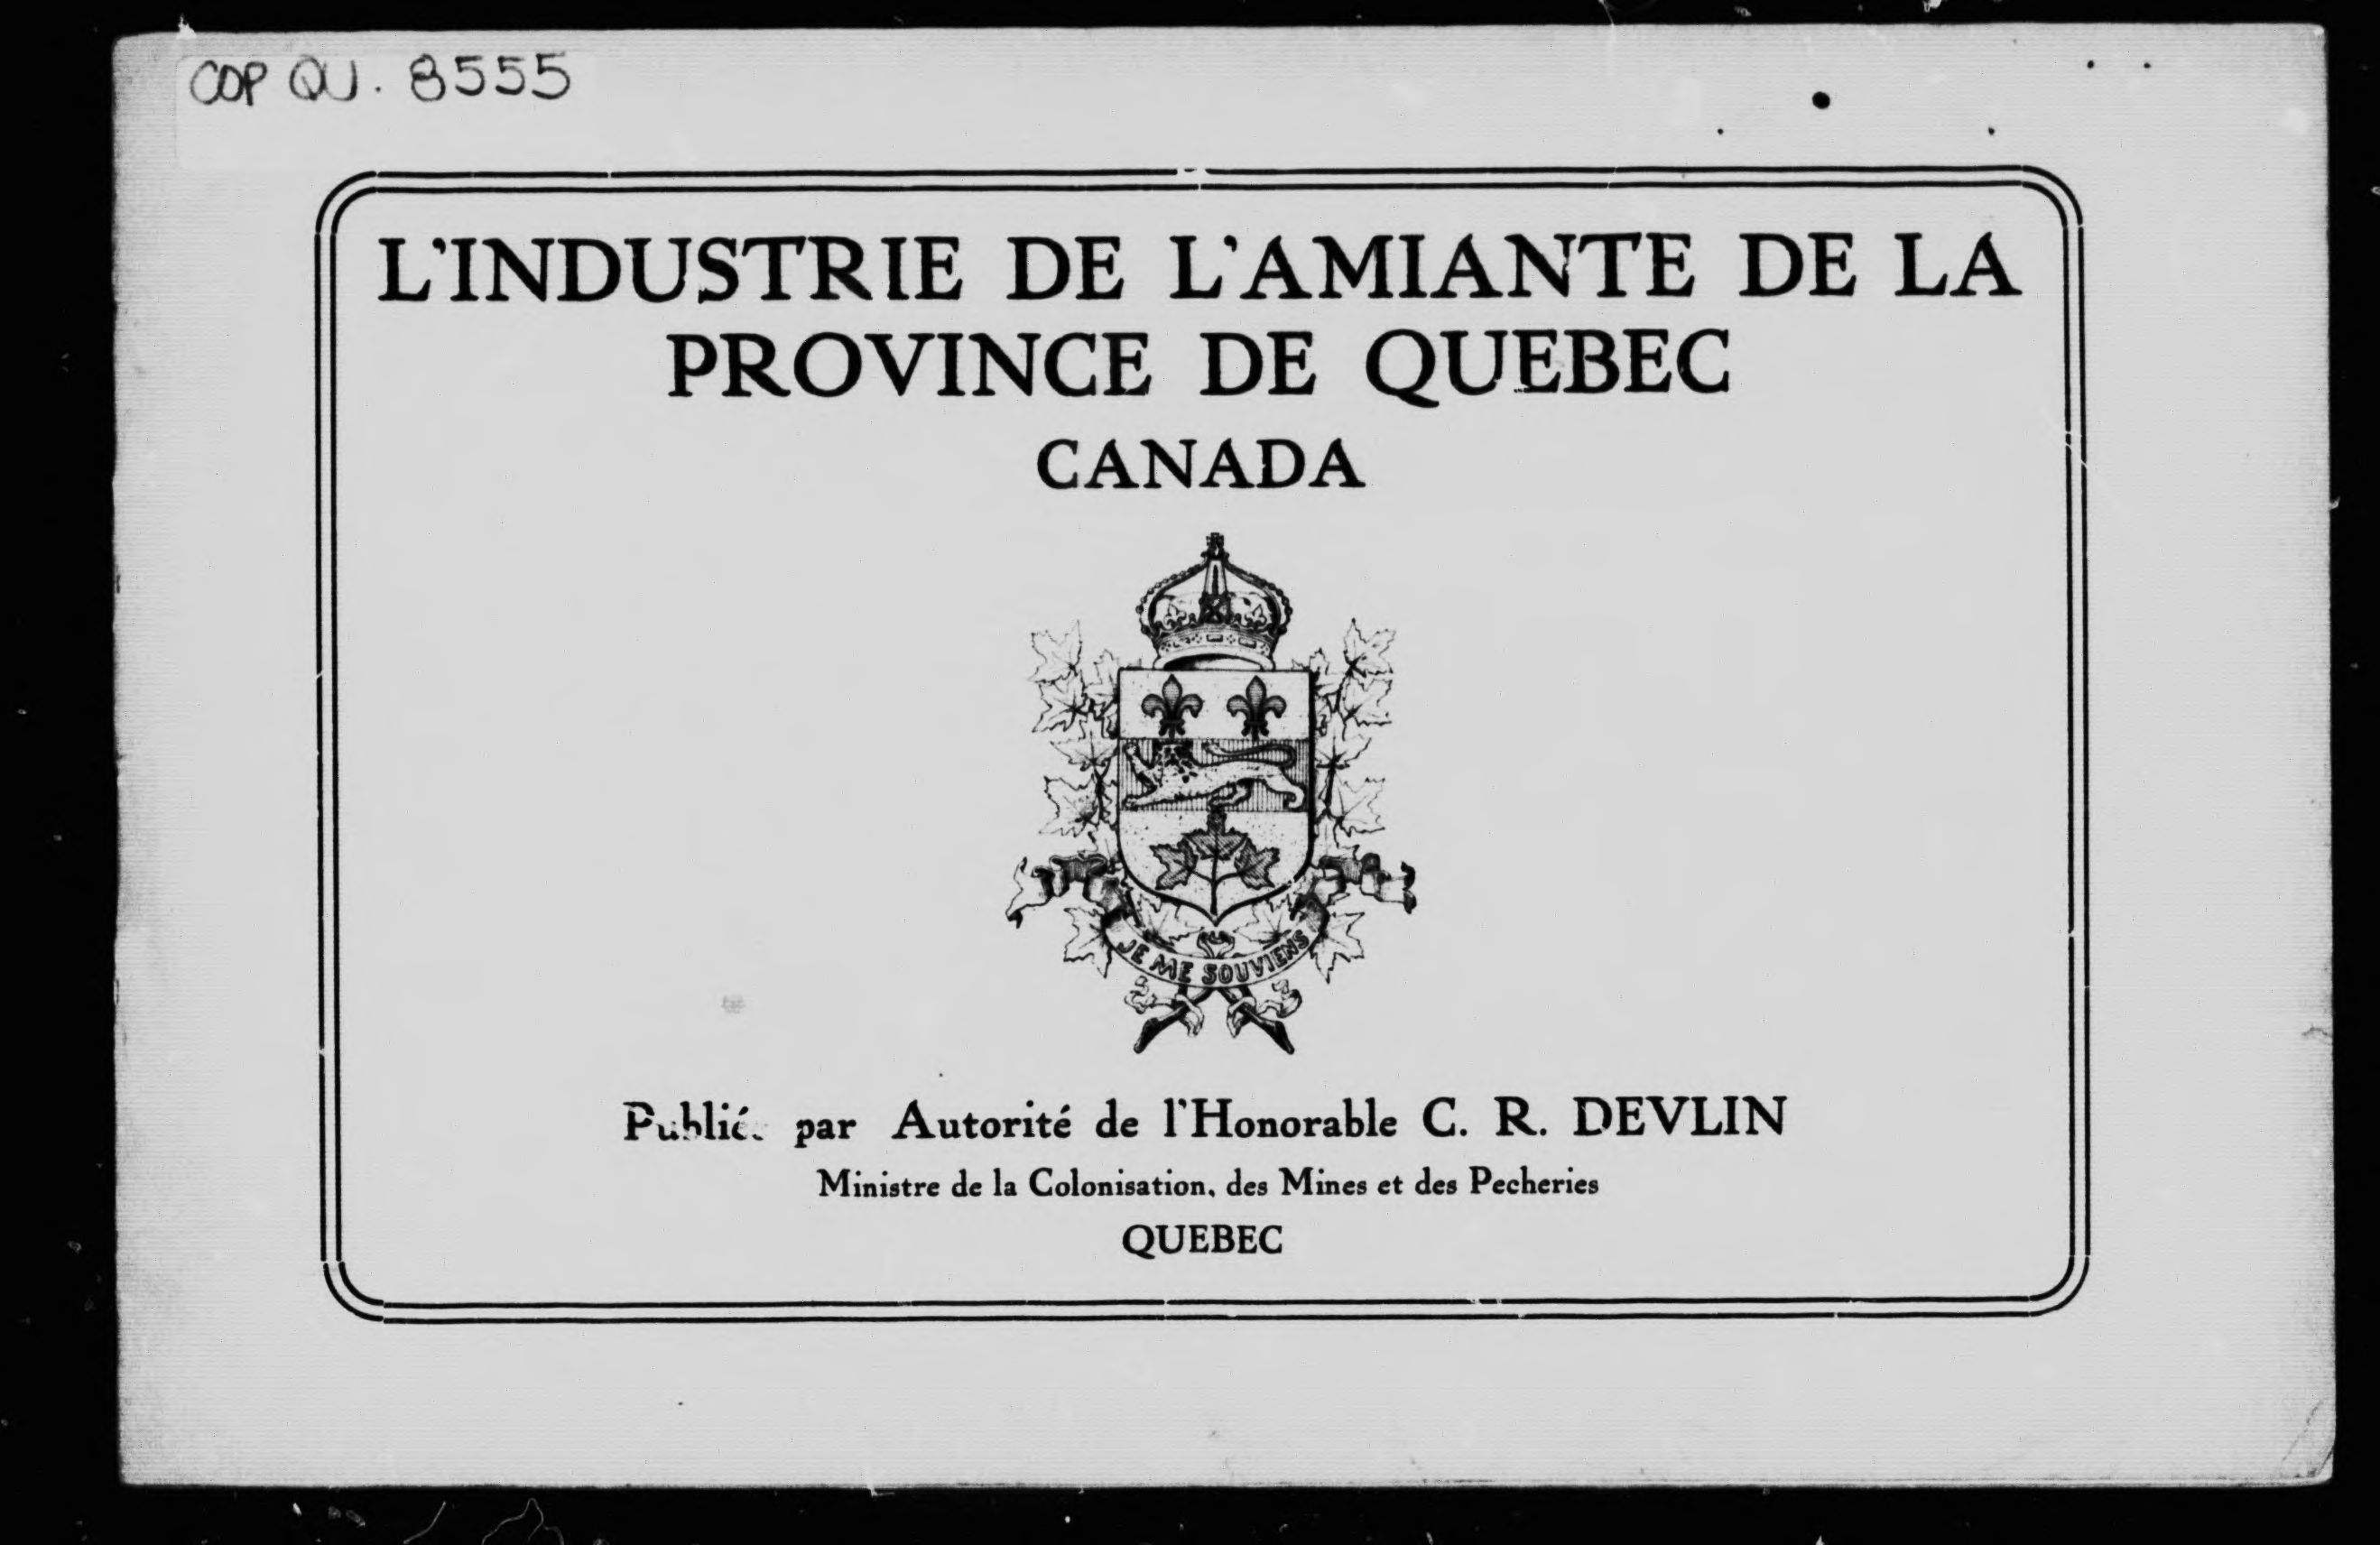 COP QU. 8555
L'INDUSTRIE DE L'AMIANTE DE LA
PROVINCE DE QUEBEC
CANADA
JE ME SOUVIENS
par Autorité de l'Honorable C. R. DEVLIN
Ministre de la Colonisation, des Mines et des Pecheries
QUEBEC